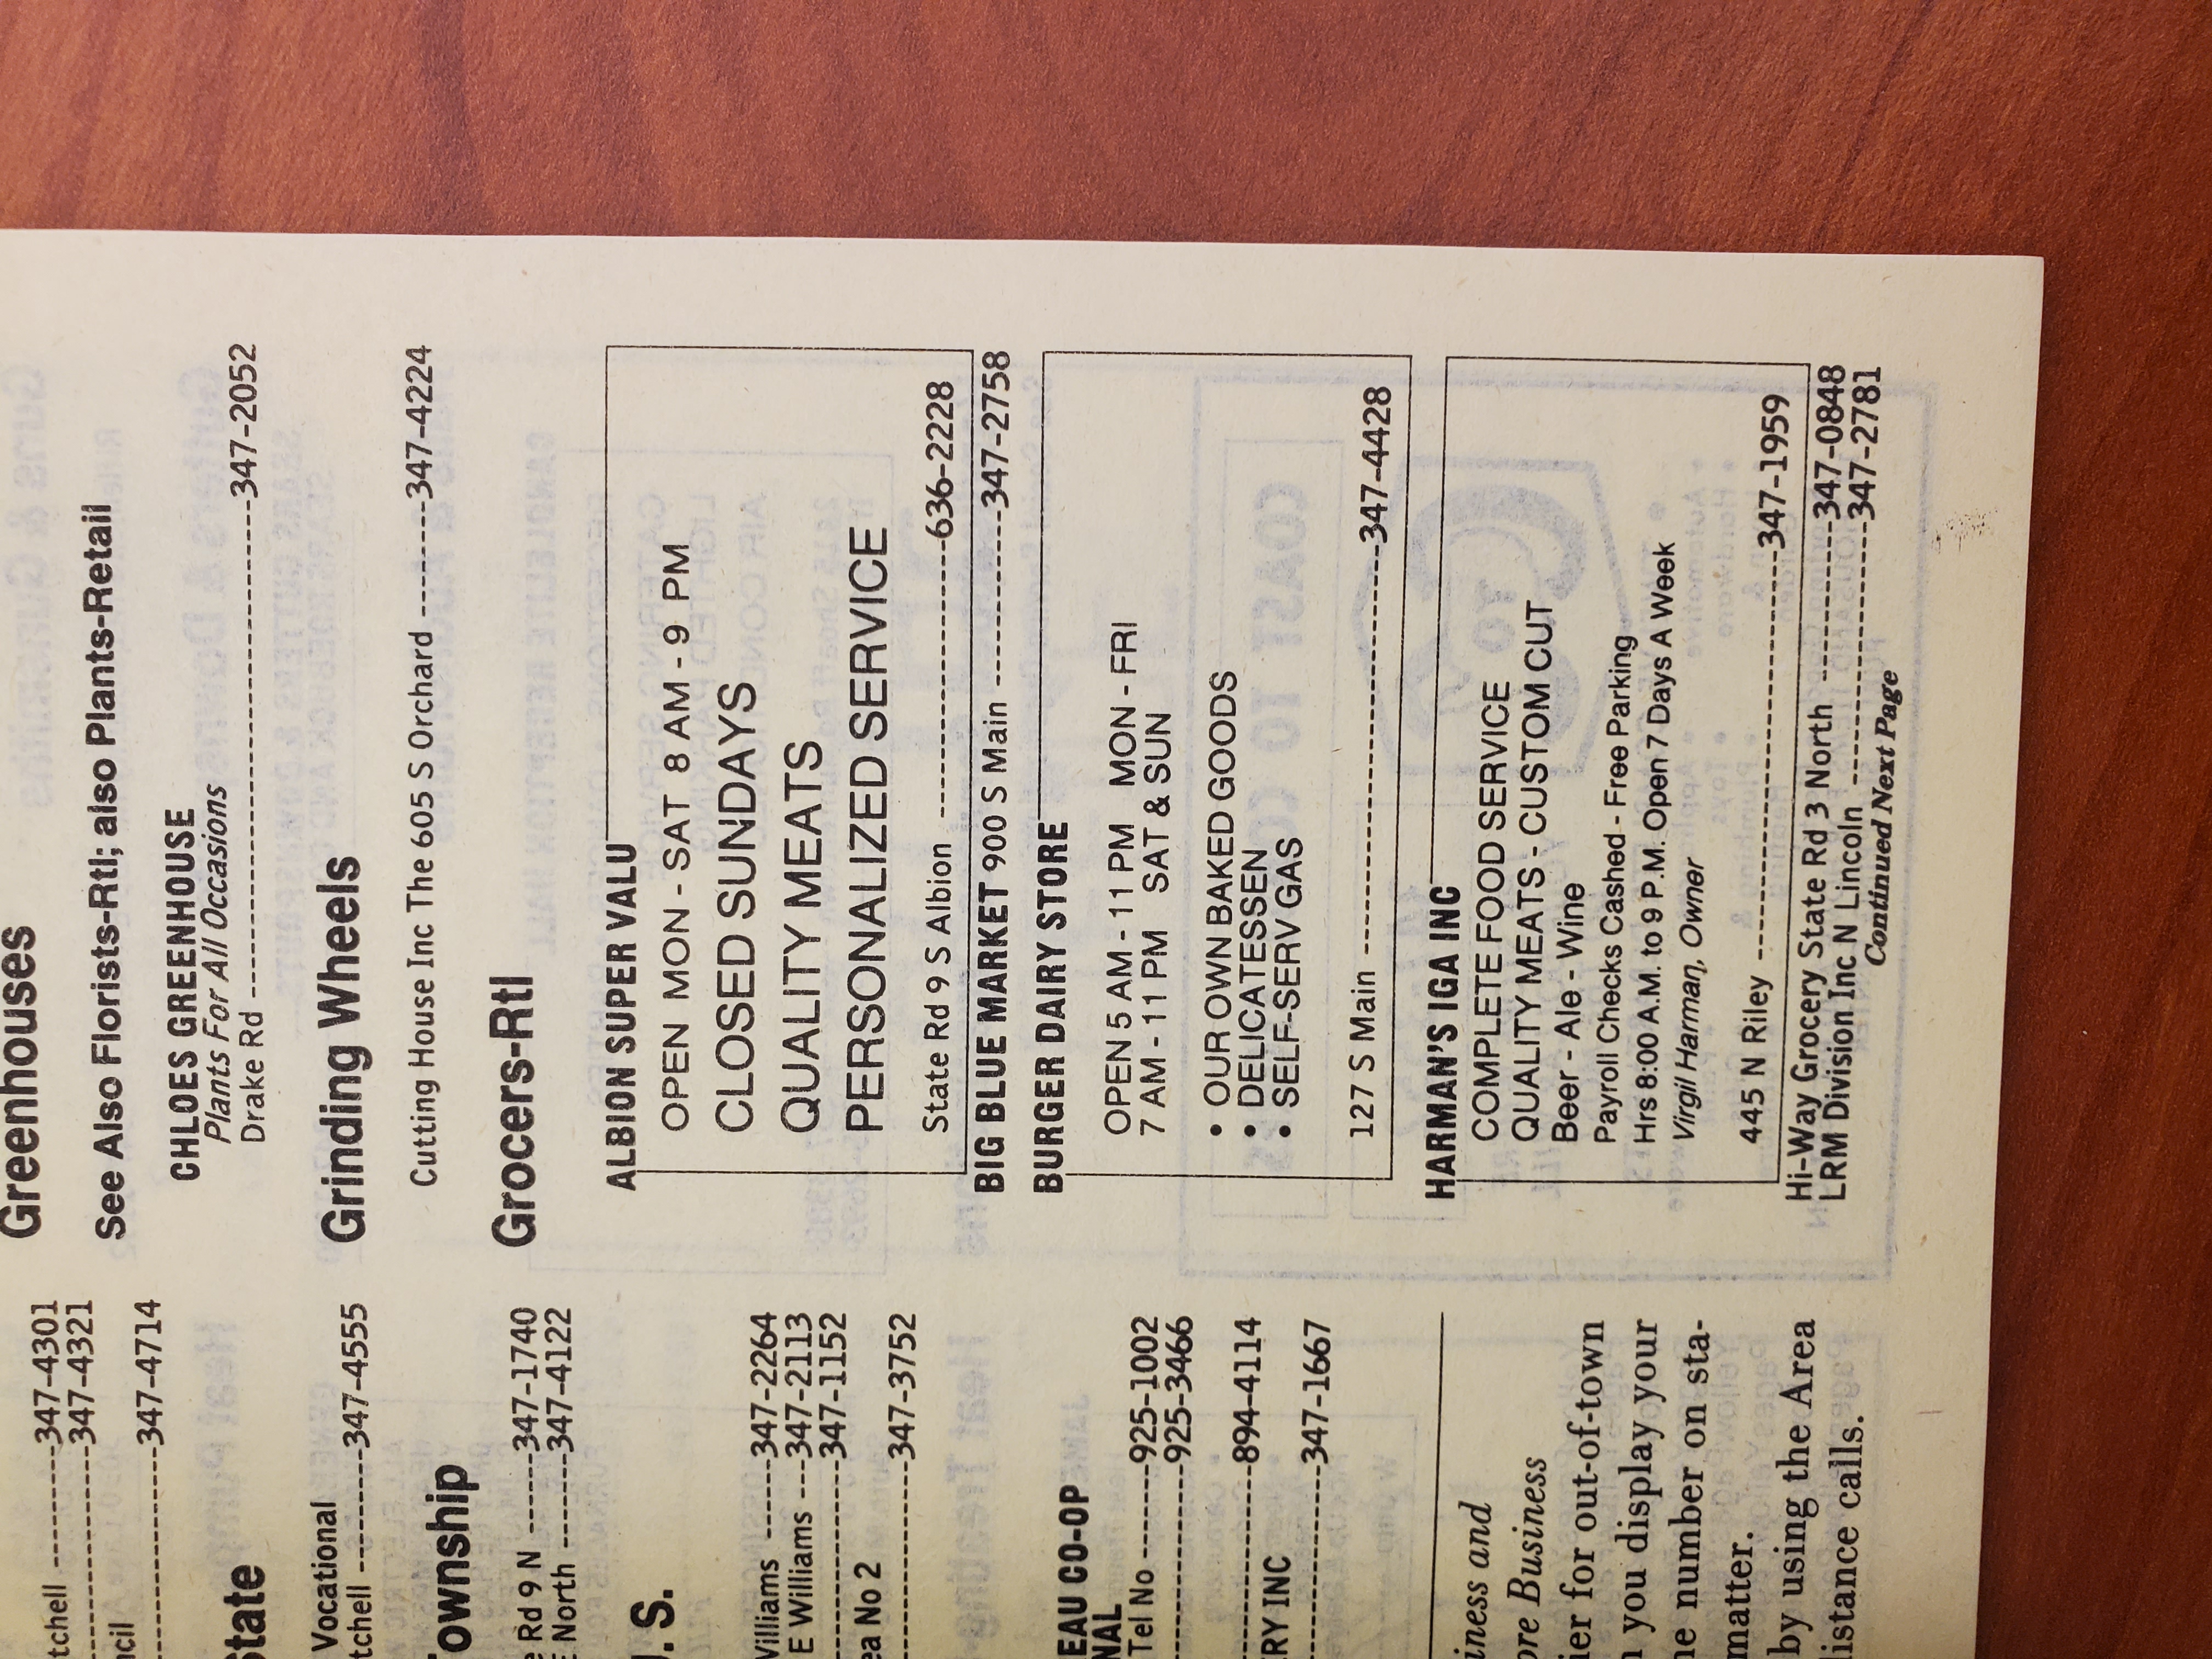 tchell ----------347-4301
--------------------347-4321
ncil
--------------------347-4714
State
Vocational
tchell ----------347-4555
Township
Rd 9 N --------347-1740
North --------347-4122
. S.
Williams -------347-2264
E Williams ----347-2113
--------------------347-1152
ea No 2
--------------------347-3752
EAU CO-OP
NAL
Tel No ---------925-1002
--------------------925-3466
--------------------894-4114
RY INC
--------------------347-1667
iness and
ore Business
ier for out-of-town
you display your
number on sta-
matter.
by using the Area
listance calls.
Greenhouses
See Also Florists-Rtl; also Plants-Retail
CHLOES GREENHOUSE
Plants For All Occasions
Drake Rd --------------------------------347-2052
Grinding Wheels
Cutting House Inc The 605 S Orchard -------347-4224
Grocers-Rtl
ALBION SUPER VALU
OPEN MON - SAT 8 AM - 9 PM
CLOSED SUNDAYS
QUALITY MEATS
PERSONALIZED SERVICE
State Rd 9 S Albion --------------------636-2228
BIG BLUE MARKET 900 S Main -----------347-2758
BURGER DAIRY STORE
OPEN 5 AM - 11 PM MON - FRI
7 AM - 11 PM SAT & SUN
• OUR OWN BAKED GOODS
• DELICATESSEN
• SELF-SERV GAS
127 S Main ---------------------------347-4428
HARMAN'S IGA INC
COMPLETE FOOD SERVICE
QUALITY MEATS - CUSTOM CUT
Beer - Ale - Wine
Payroll Checks Cashed - Free Parking
Hrs 8:00 A.M. to 9 P.M. Open 7 Days A Week
Virgil Harman, Owner
445 N Riley --------------------------347-1959
Hi-Way Grocery State Rd 3 North ----------347-0848
LRM Division Inc N Lincoln -----------------347-2781
Continued Next Page